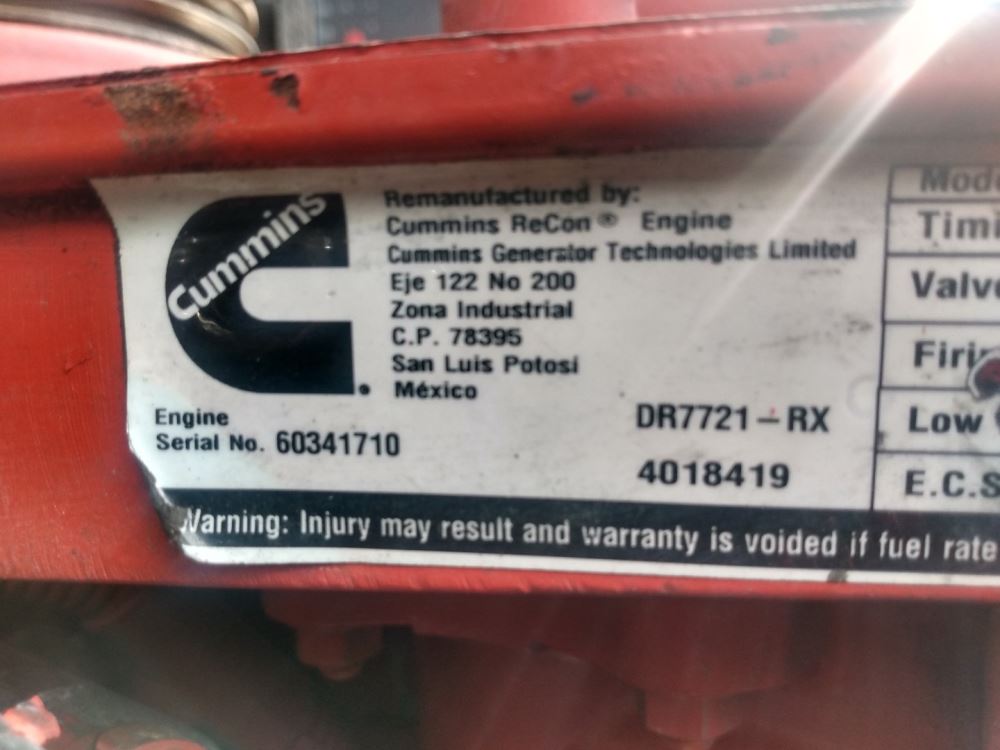 Cummins
Remanufactured by:
Cummins ReCon® Engine
Cummins Generator Technologies Limited
Eje 122 No 200
Zona Industrial
C.P. 78395
San Luis Potosi
México
Engine
Serial No. 60341710
DR7721-RX
4018419
Mode
Timi
Valve
Firin
Low
E.C.S
Warning: Injury may result and warranty is voided if fuel rate